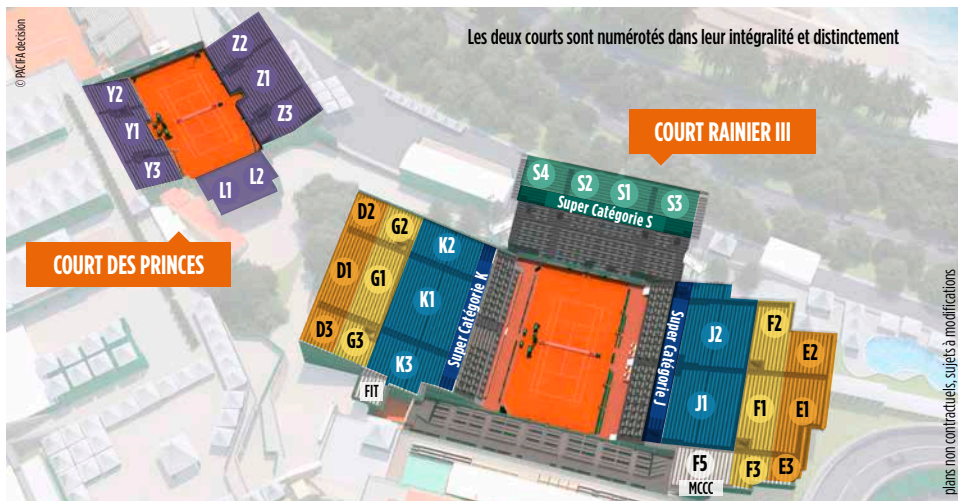 © PACIFA decision
Les deux courts sont numérotés dans leur intégralité et distinctement
Z2
Z1
Z3
Y2
Y1
Y3
L1
L2
COURT DES PRINCES
COURT RAINIER III
S4
S2
S1
S3
Super Catégorie S
D2
G2
D1
G1
D3
G3
K2
K1
K3
Super Catégorie K
FIT
Super Catégorie J
J2
J1
F2
E2
F1
E1
F5
F3
E3
MCCC
plans non contractuels, sujets à modifications